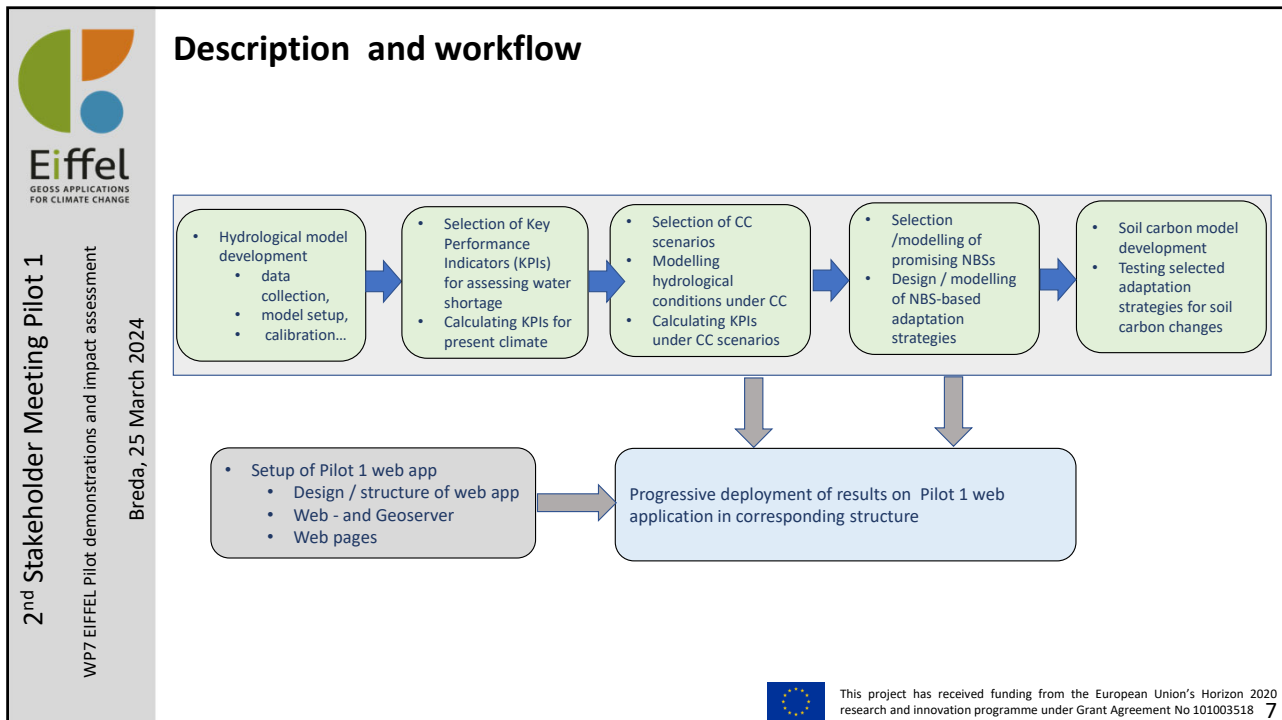 Description  and workflow
Eiffel
GEOSS APPLICATIONS
FOR CLIMATE CHANGE
2nd Stakeholder Meeting Pilot 1
WP7 EIFFEL Pilot demonstrations and impact assessment
Breda, 25 March 2024
• Hydrological model
development
• data
collection,
• model setup,
• calibration…
• Selection of Key
Performance
Indicators (KPIs)
for assessing water
shortage
• Calculating KPIs for
present climate
• Selection of CC
scenarios
• Modelling
hydrological
conditions under CC
• Calculating KPIs
under CC scenarios
• Selection
/modelling of
promising NBSs
• Design / modelling
of NBS-based
adaptation
strategies
• Soil carbon model
development
• Testing selected
adaptation
strategies for soil
carbon changes
• Setup of Pilot 1 web app
• Design / structure of web app
• Web - and Geoserver
• Web pages
Progressive deployment of results on  Pilot 1 web
application in corresponding structure
This project has received funding from the European Union's Horizon 2020
research and innovation programme under Grant Agreement No 101003518
7